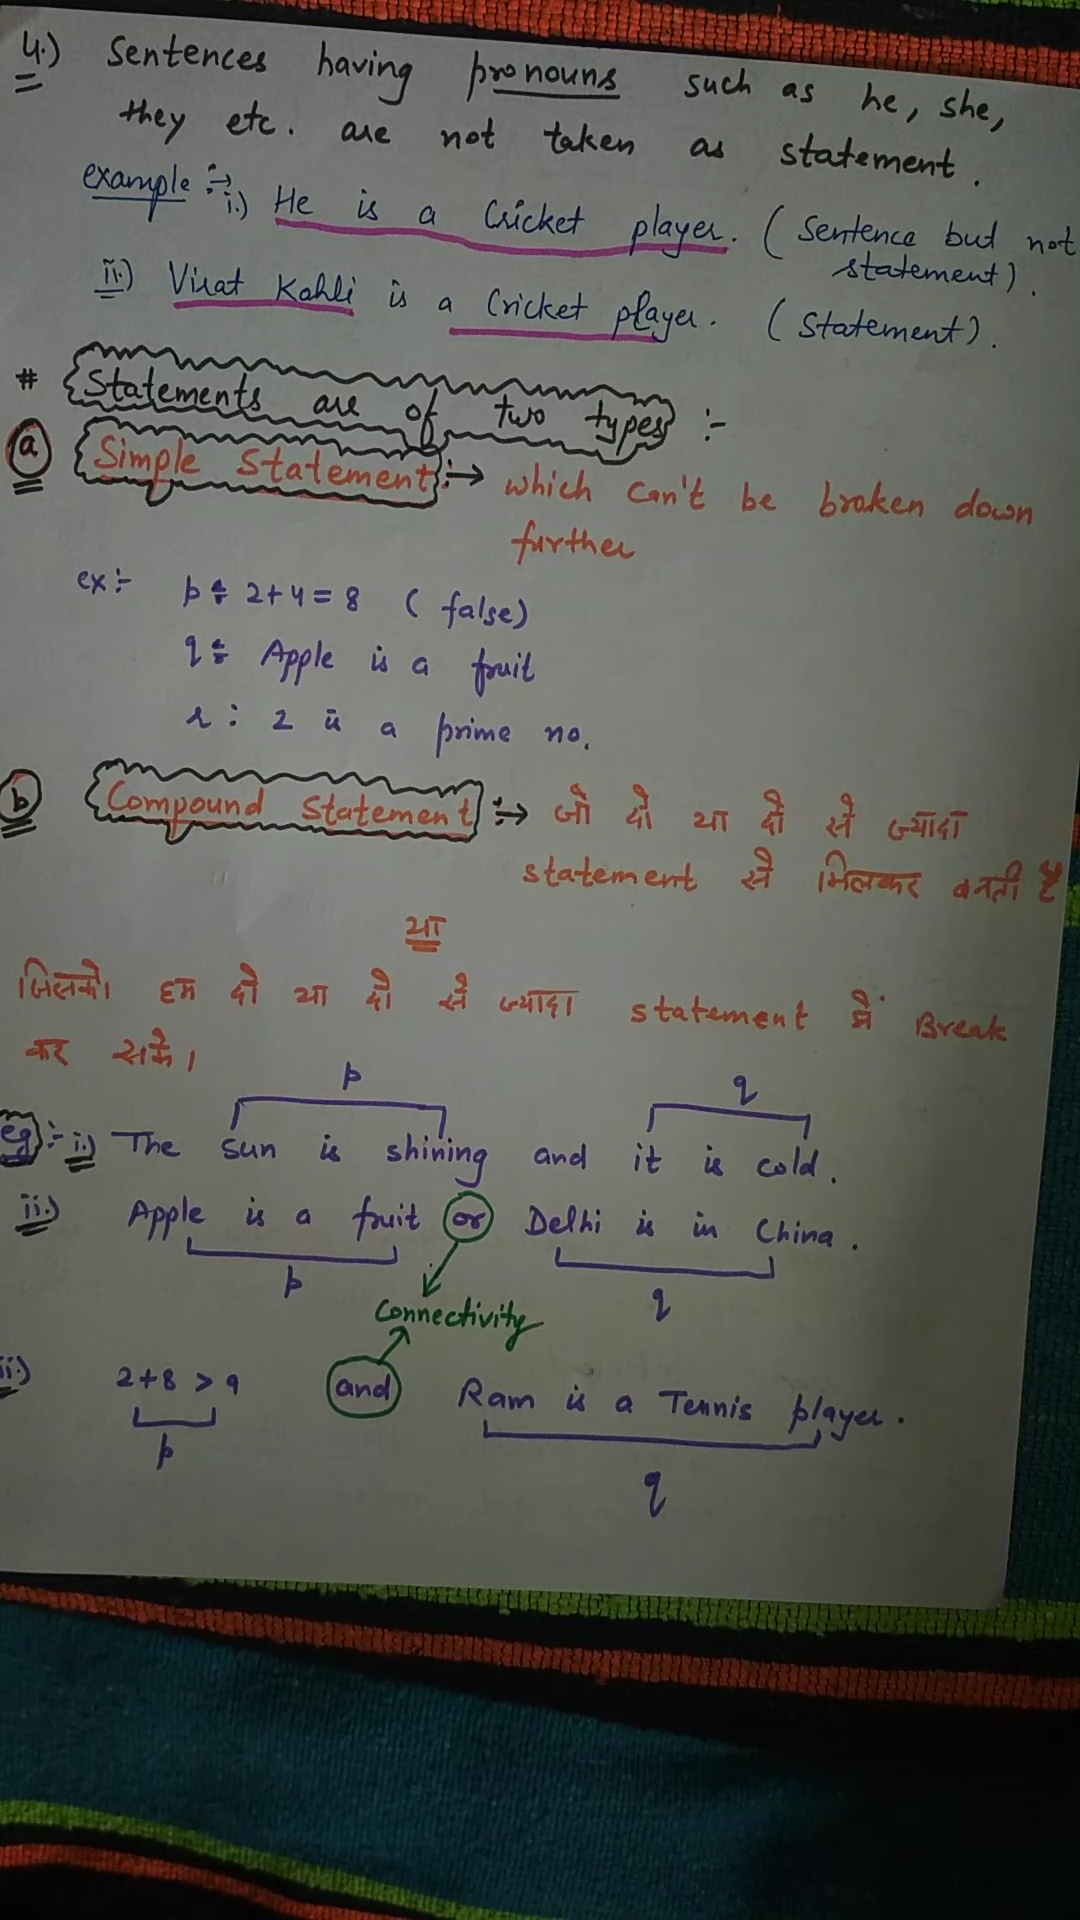 4.) Sentences having pronouns such as he, she,
they etc. are not taken as statement.
example :→ i.) He is a Cricket player. (Sentence but not
statement).
ii.) Virat Kohli is a Cricket player. (Statement).
# Statements are of two types :-
a Simple Statement :→ which can't be broken down
further
ex:- p : 2+4=8 (false)
q : Apple is a fruit
r : 2 is a prime no.
b Compound Statement :→ जो दो या दो से ज्यादा
statement से मिलकर बनती है
या
जिसको हम दो या दो से ज्यादा statement में Break
कर सके।
p q
eg :- i.) The sun is shining and it is cold.
ii.) Apple is a fruit or Delhi is in China.
p q
Connectivity
ii.) 2+8 > 9 and Ram is a Tennis player.
p q